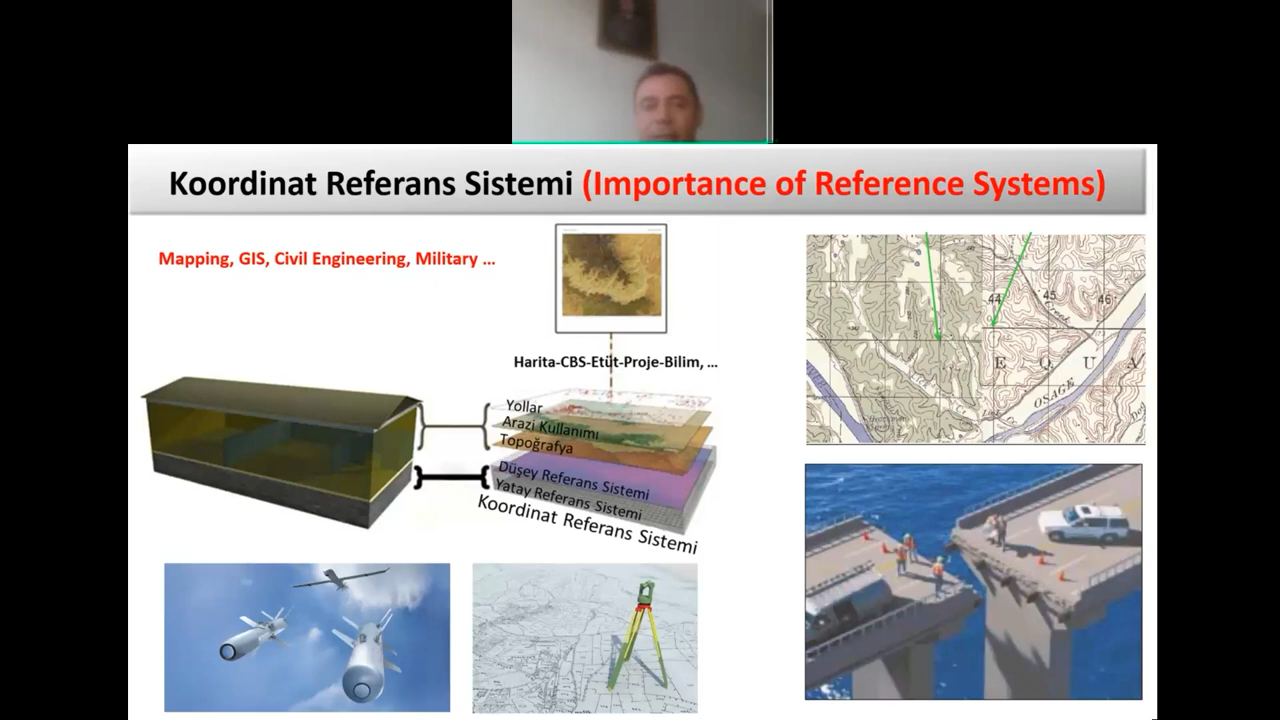 Koordinat Referans Sistemi (Importance of Reference Systems)
Mapping, GIS, Civil Engineering, Military ...
Harita-CBS-Etüt-Proje-Bilim, ...
Yollar
Arazi Kullanımı
Topoğrafya
Düşey Referans Sistemi
Yatay Referans Sistemi
Koordinat Referans Sistemi
44 45 46
E Q U A
OSAGE